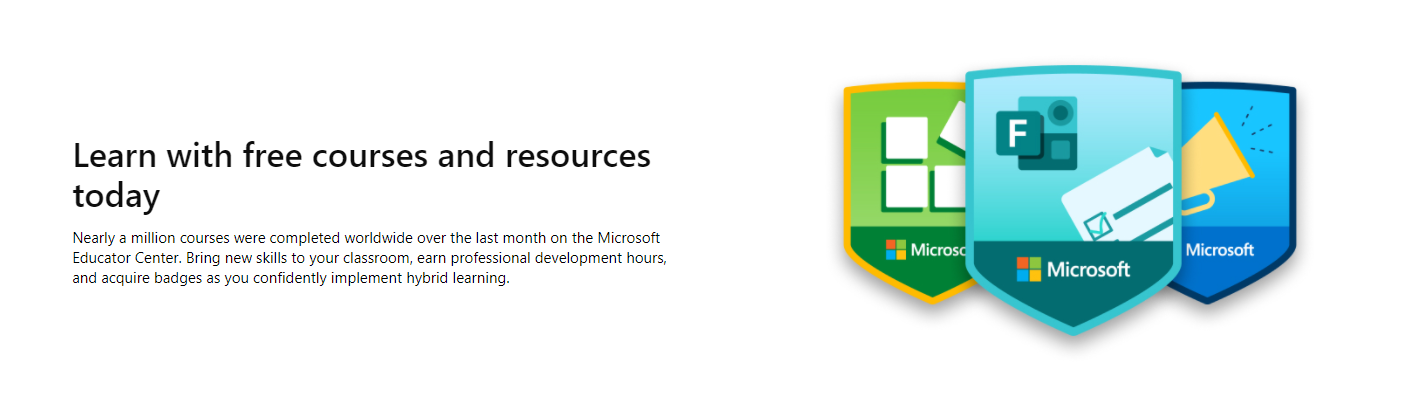 Learn with free courses and resources
today
Nearly a million courses were completed worldwide over the last month on the Microsoft
Educator Center. Bring new skills to your classroom, earn professional development hours,
and acquire badges as you confidently implement hybrid learning.
F
Microsoc
Microsoft
Microsoft